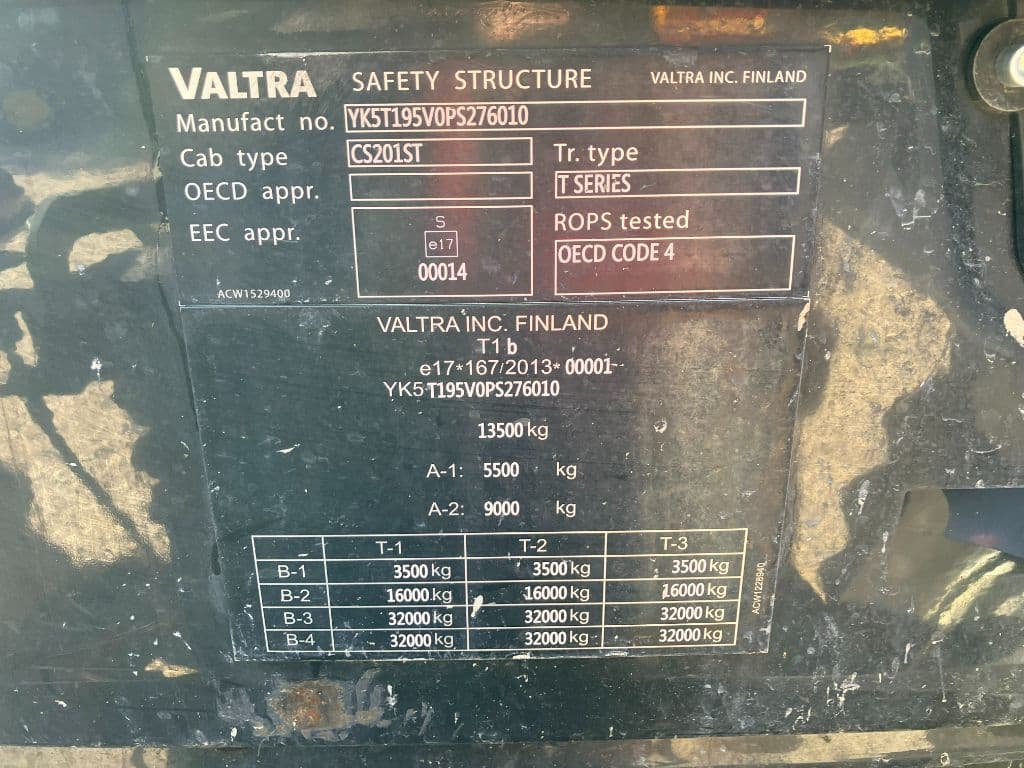 VALTRA SAFETY STRUCTURE VALTRA INC. FINLAND
Manufact no. YK5T195V0PS276010
Cab type CS201ST Tr. type
OECD appr. T SERIES
EEC appr. S ROPS tested
e17 OECD CODE 4
00014
ACW1529400
VALTRA INC. FINLAND
T1 b
e17*167/2013*00001--
YK5 T195V0PS276010
13500 kg
A-1: 5500 kg
A-2: 9000 kg
T-1 T-2 T-3
B-1 3500 kg 3500 kg 3500 kg
B-2 16000 kg 16000 kg 16000 kg
B-3 32000 kg 32000 kg 32000 kg
B-4 32000 kg 32000 kg 32000 kg
ACW1228940